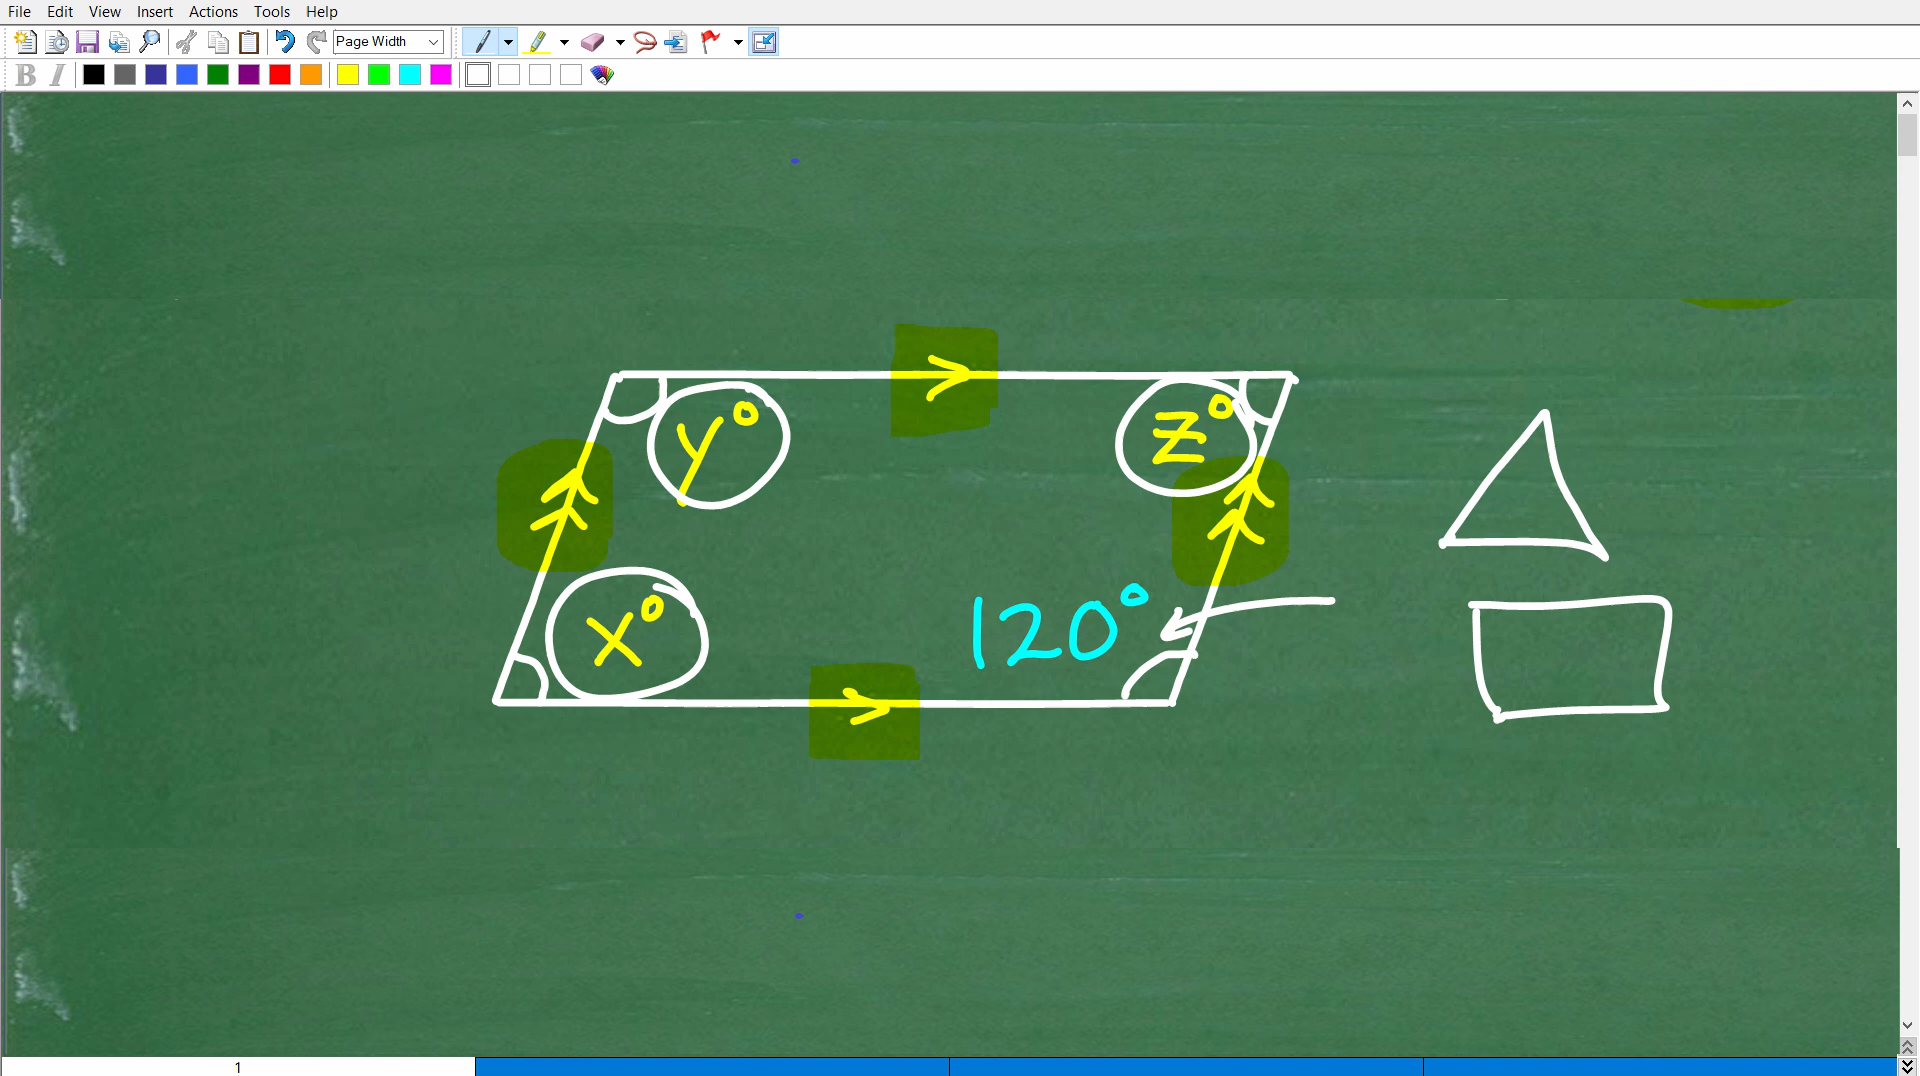 File Edit View Insert Actions Tools Help
Page Width
B I
y° z°
x° 120°
1